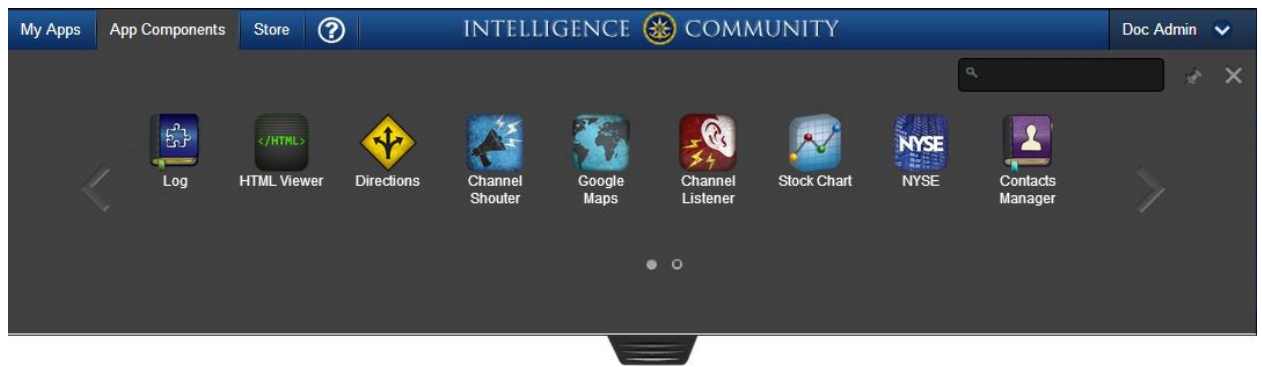 My Apps App Components Store ? INTELLIGENCE COMMUNITY Doc Admin
</HTML> NYSE
Log HTML Viewer Directions Channel Shouter Google Maps Channel Listener Stock Chart NYSE Contacts Manager